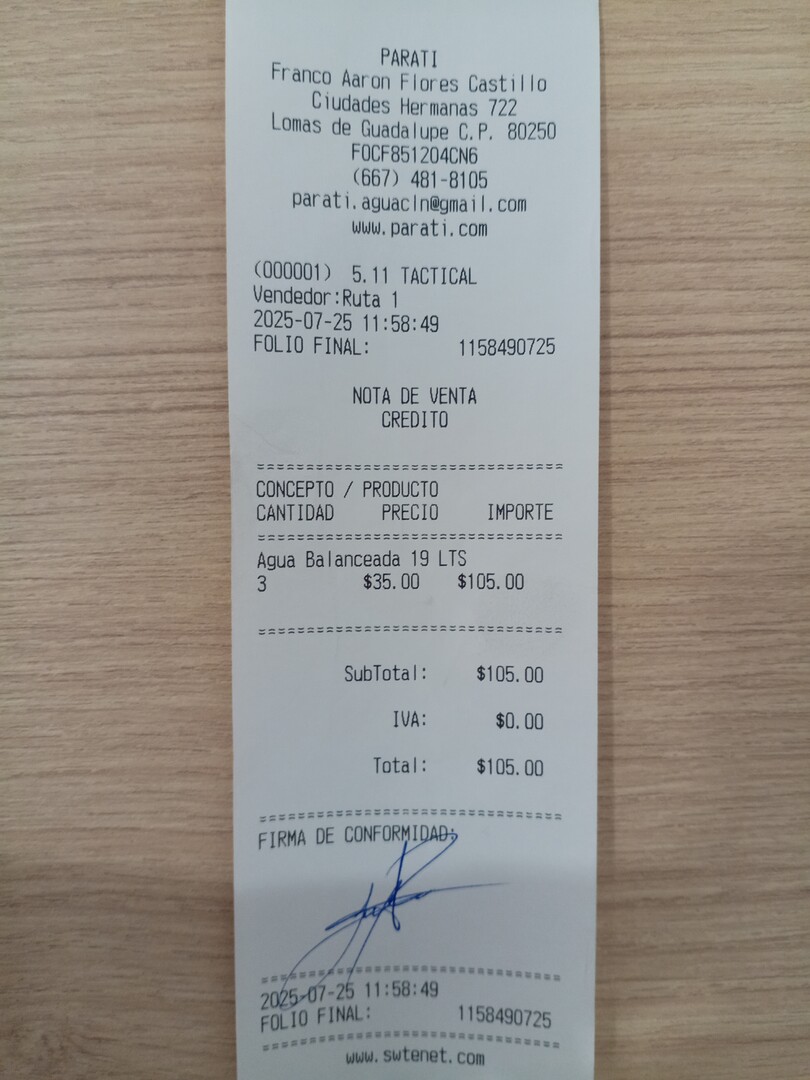 PARATI
Franco Aaron Flores Castillo
Ciudades Hermanas 722
Lomas de Guadalupe C.P. 80250
FOCF851204CN6
(667) 481-8105
parati.aguacln@gmail.com
www.parati.com
(000001) 5.11 TACTICAL
Vendedor:Ruta 1
2025-07-25 11:58:49
FOLIO FINAL: 1158490725
NOTA DE VENTA
CREDITO
================================
CONCEPTO / PRODUCTO
CANTIDAD PRECIO IMPORTE
================================
Agua Balanceada 19 LTS
3 $35.00 $105.00
================================
SubTotal: $105.00
IVA: $0.00
Total: $105.00
================================
FIRMA DE CONFORMIDAD:
================================
2025-07-25 11:58:49
FOLIO FINAL: 1158490725
================================
www.swtenet.com